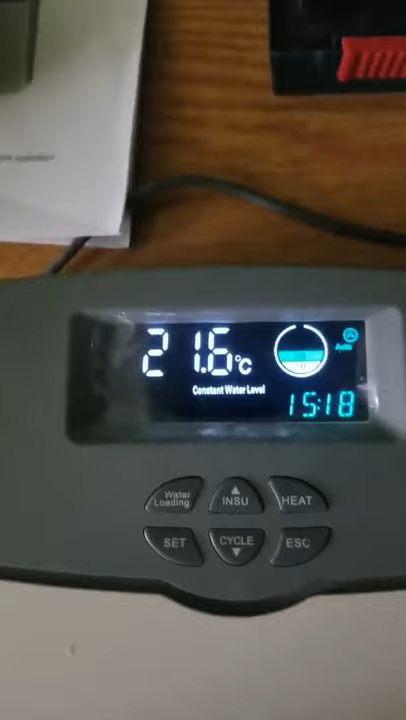 21.6°C
Auto
Constant Water Level
15:18
Water Loading
INSU
HEAT
SET
CYCLE
ESC